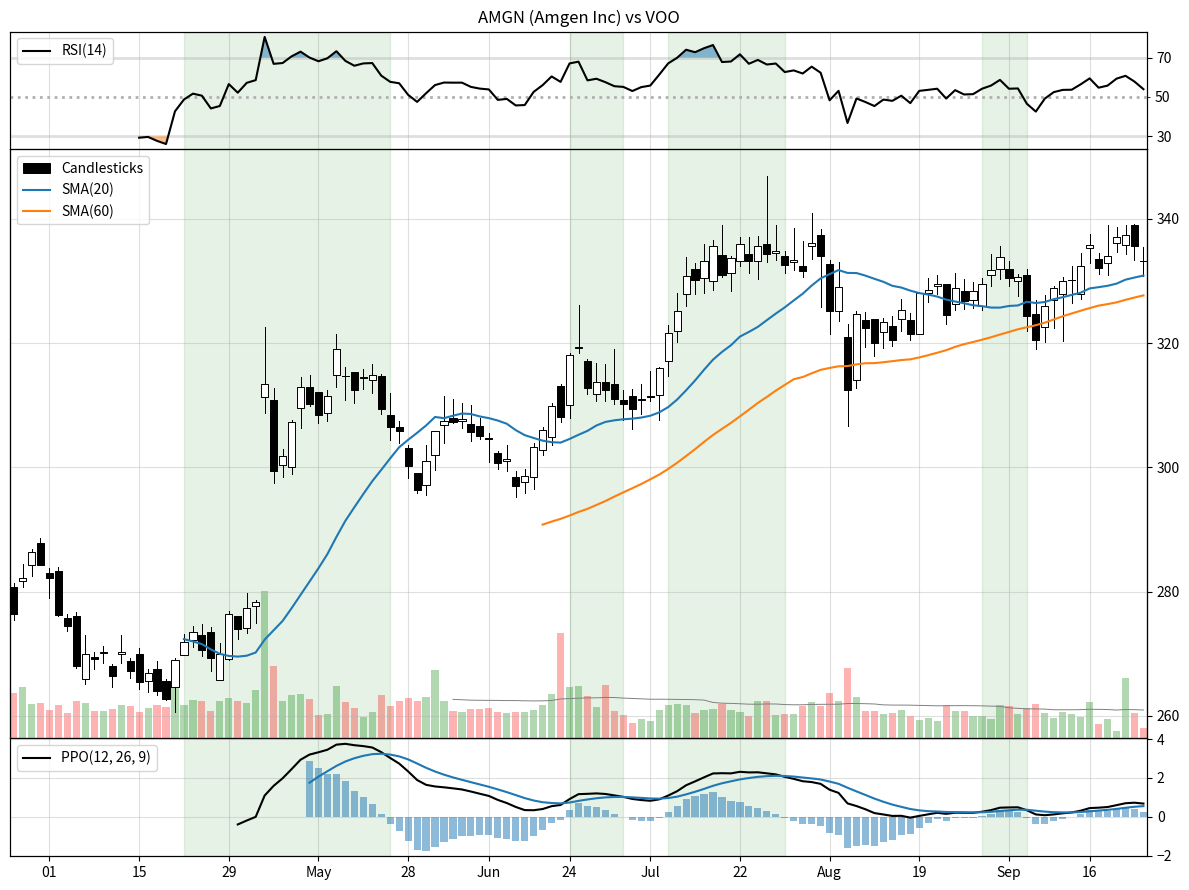 AMGN (Amgen Inc) vs VOO
RSI(14)
70
50
30
Candlesticks
SMA(20)
SMA(60)
340
320
300
280
260
PPO(12, 26, 9)
4
2
0
−2
01 15 29 May 28 Jun 24 Jul 22 Aug 19 Sep 16